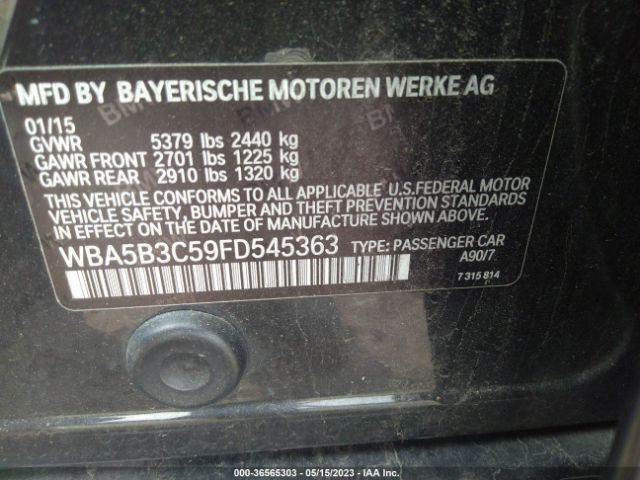 MFD BY BAYERISCHE MOTOREN WERKE AG
01/15
GVWR 5379 lbs 2440 kg
GAWR FRONT 2701 lbs 1225 kg
GAWR REAR 2910 lbs 1320 kg
THIS VEHICLE CONFORMS TO ALL APPLICABLE U.S.FEDERAL MOTOR
VEHICLE SAFETY, BUMPER, AND THEFT PREVENTION STANDARDS
IN EFFECT ON THE DATE OF MANUFACTURE SHOWN ABOVE.
WBA5B3C59FD545363 TYPE: PASSENGER CAR
A90/7
7 315 814
000-36565303 - 05/15/2023 - IAA Inc.